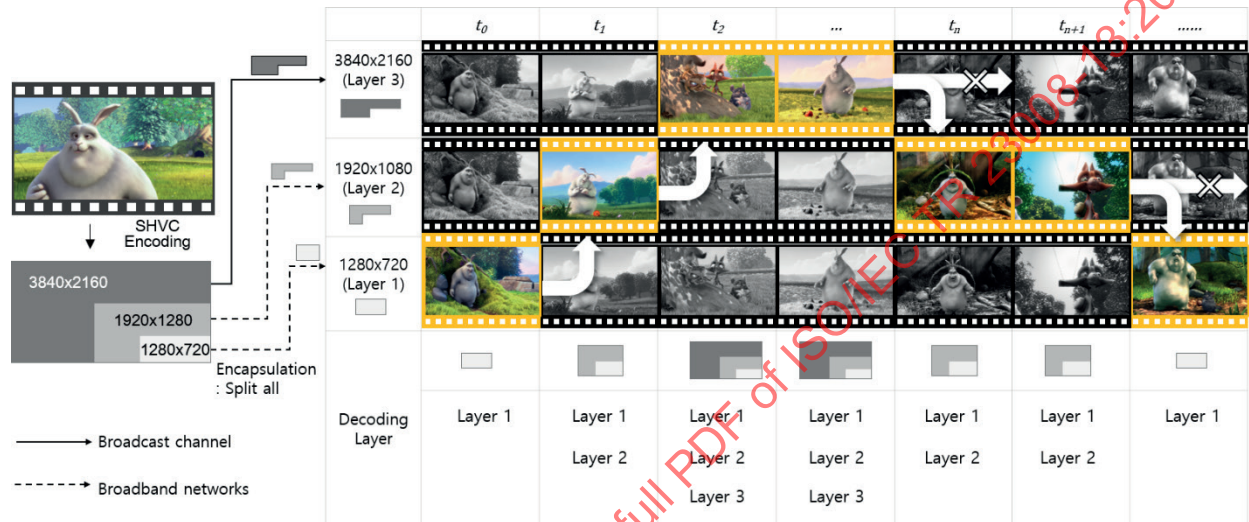 t0 t1 t2 ... tn tn+1 ......
3840x2160
(Layer 3)
1920x1080
(Layer 2)
1280x720
(Layer 1)
SHVC
Encoding
3840x2160
1920x1280
1280x720
Encapsulation
: Split all
Broadcast channel
Broadband networks
Decoding
Layer
Layer 1 Layer 1 Layer 1 Layer 1 Layer 1 Layer 1 Layer 1
Layer 2 Layer 2 Layer 2 Layer 2 Layer 2
Layer 3 Layer 3
full PDF of ISO/IEC TR 23008-13:20